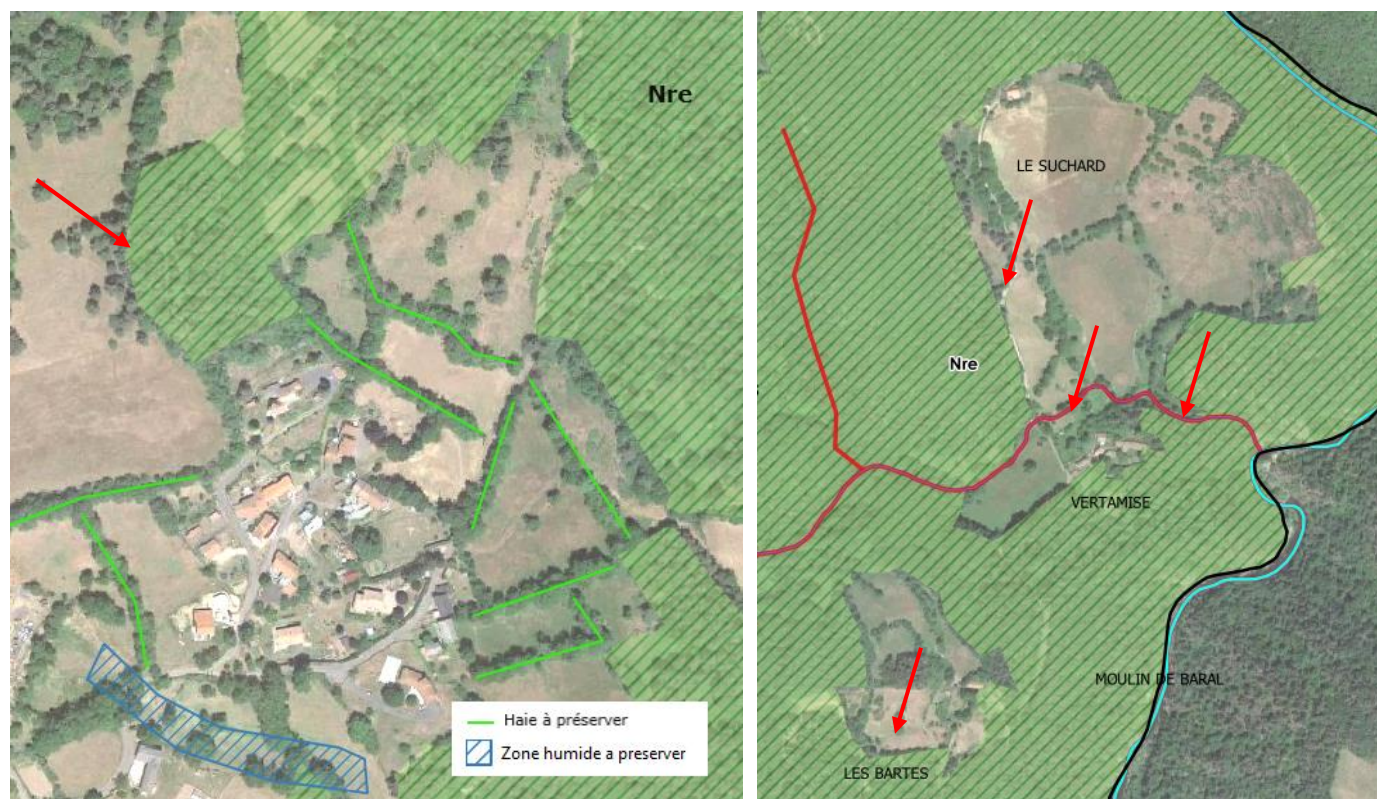 Nre
Haie à préserver
Zone humide a preserver
LE SUCHARD
Nre
VERTAMISE
MOULIN DE BARAL
LES BARTES